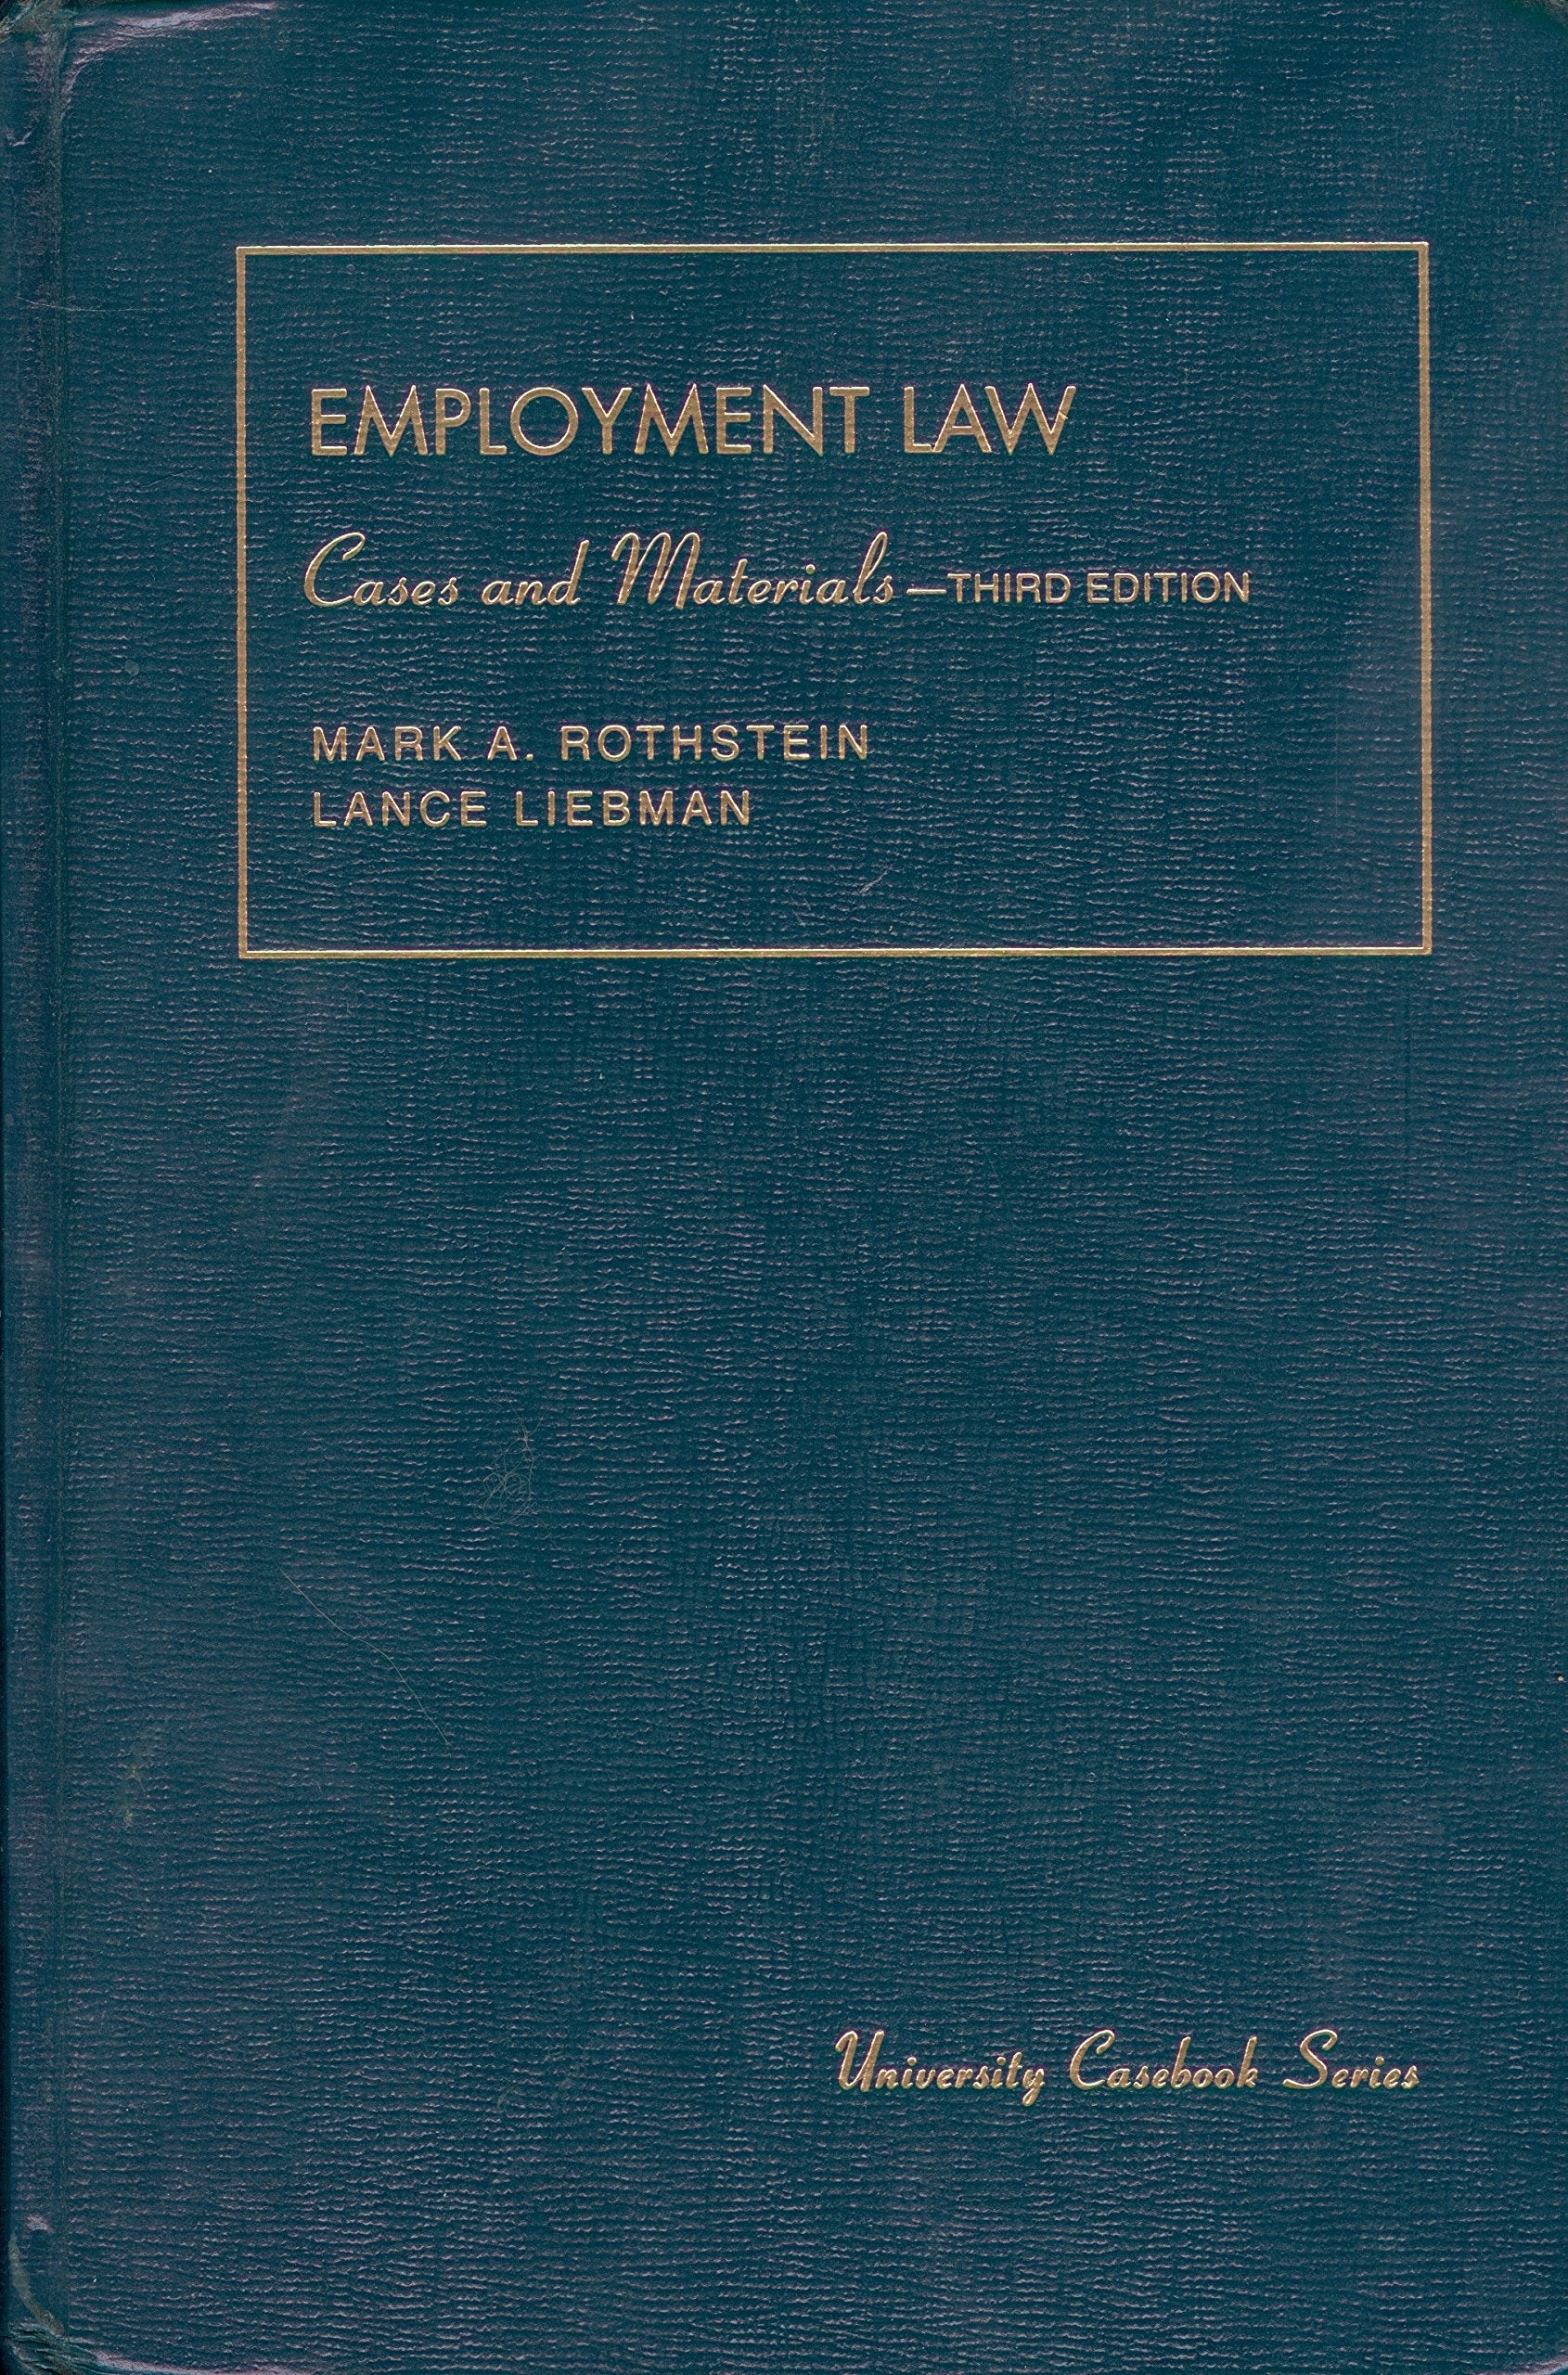 EMPLOYMENT LAW
Cases and Materials—THIRD EDITION
MARK A. ROTHSTEIN
LANCE LIEBMAN
University Casebook Series